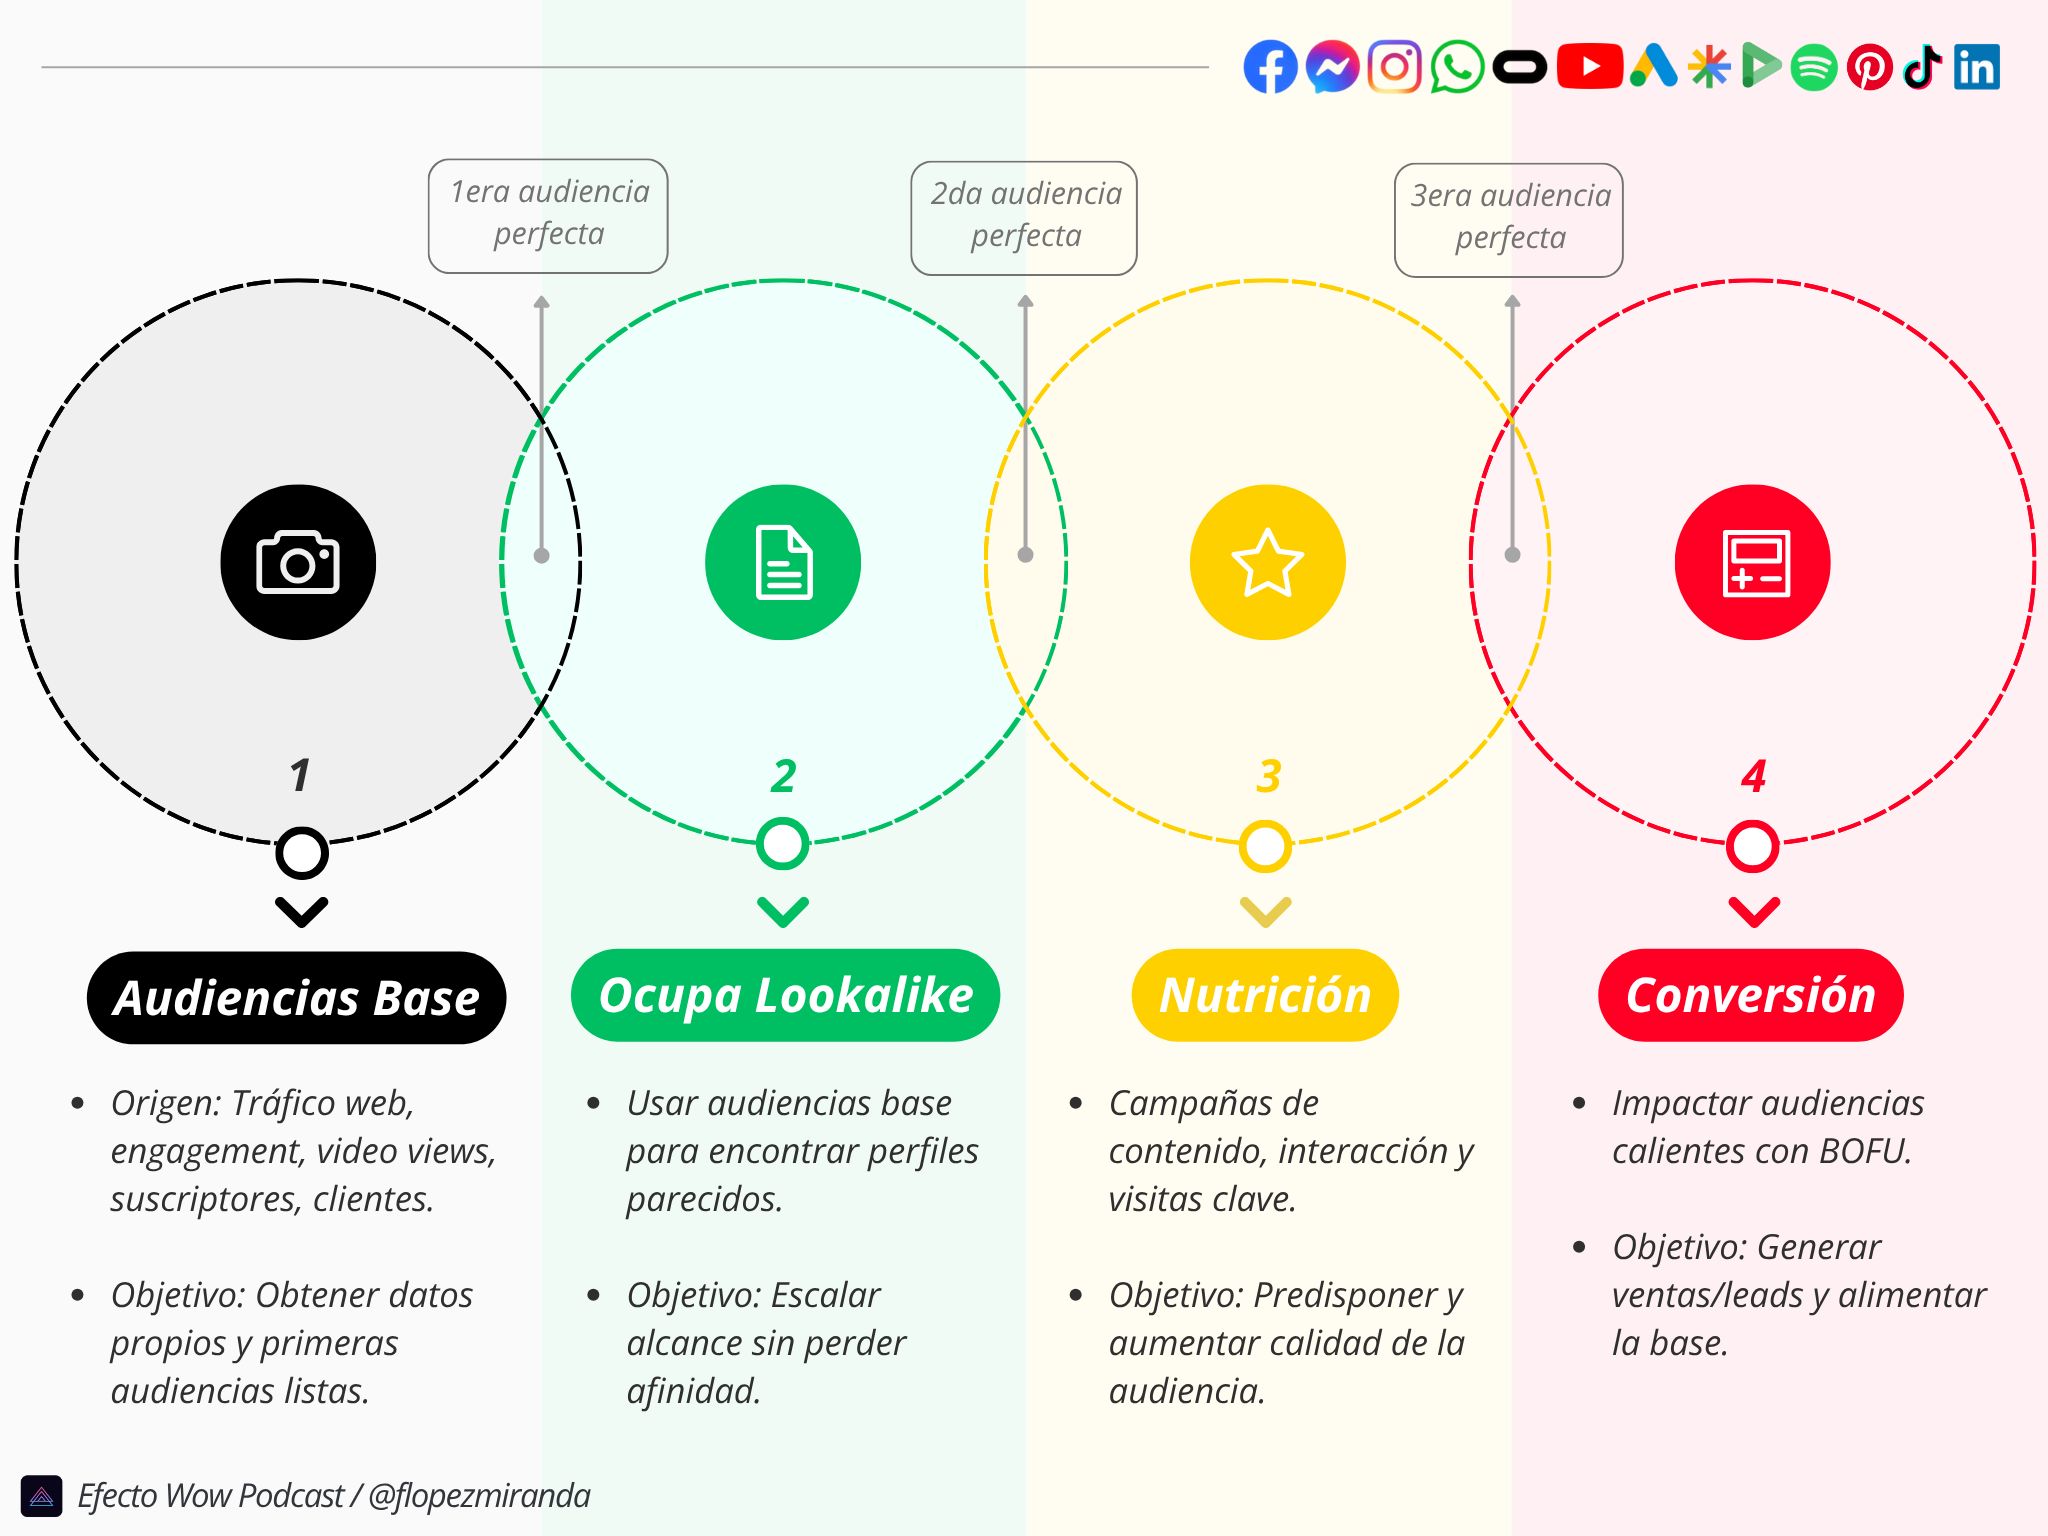 1era audiencia
perfecta
2da audiencia
perfecta
3era audiencia
perfecta
1
2
3
4
Audiencias Base
• Origen: Tráfico web,
engagement, video views,
suscriptores, clientes.
• Objetivo: Obtener datos
propios y primeras
audiencias listas.
Ocupa Lookalike
• Usar audiencias base
para encontrar perfiles
parecidos.
• Objetivo: Escalar
alcance sin perder
afinidad.
Nutrición
• Campañas de
contenido, interacción y
visitas clave.
• Objetivo: Predisponer y
aumentar calidad de la
audiencia.
Conversión
• Impactar audiencias
calientes con BOFU.
• Objetivo: Generar
ventas/leads y alimentar
la base.
Efecto Wow Podcast / @flopezmiranda